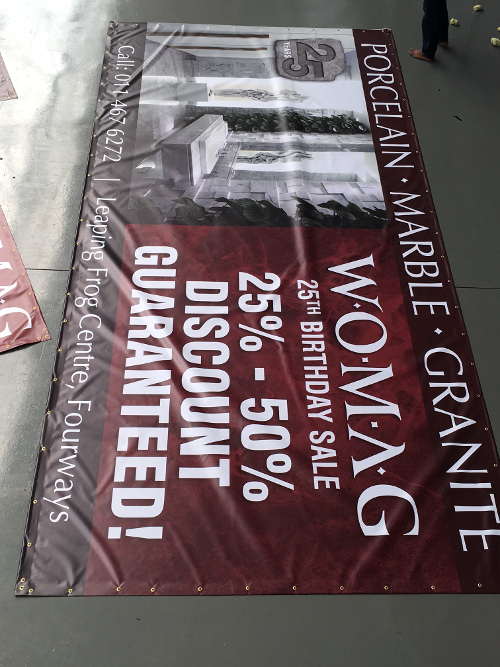 PORCELAIN • MARBLE • GRANITE
25
YEARS
W•O•M•A•G
25TH BIRTHDAY SALE
25% - 50%
DISCOUNT
GUARANTEED!
Call: 011 467 6272 | Leaping Frog Centre, Fourways
M•A•G